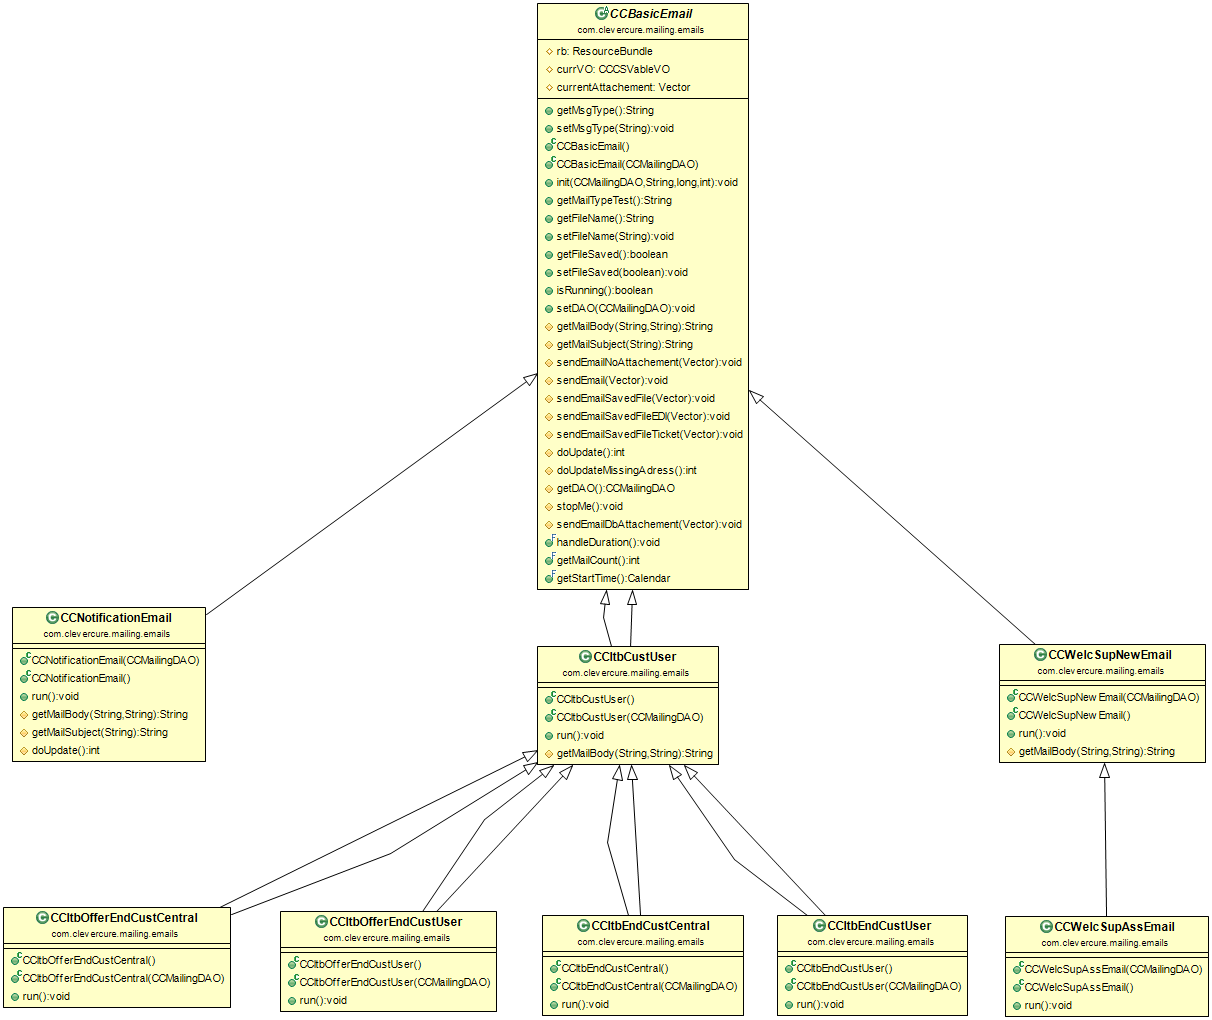 CCBasicEmail
com.clevercure.mailing.emails
rb: ResourceBundle
currVO: CCCSVableVO
currentAttachement: Vector
getMsgType():String
setMsgType(String):void
CCBasicEmail()
CCBasicEmail(CCMailingDAO)
init(CCMailingDAO,String,long,int):void
getMailTypeTest():String
getFileName():String
setFileName(String):void
getFileSaved():boolean
setFileSaved(boolean):void
isRunning():boolean
setDAO(CCMailingDAO):void
getMailBody(String,String):String
getMailSubject(String):String
sendEmailNoAttachement(Vector):void
sendEmail(Vector):void
sendEmailSavedFile(Vector):void
sendEmailSavedFileEDI(Vector):void
sendEmailSavedFileTicket(Vector):void
doUpdate():int
doUpdateMissingAdress():int
getDAO():CCMailingDAO
stopMe():void
sendEmailDbAttachement(Vector):void
handleDuration():void
getMailCount():int
getStartTime():Calendar
CCNotificationEmail
com.clevercure.mailing.emails
CCNotificationEmail(CCMailingDAO)
CCNotificationEmail()
run():void
getMailBody(String,String):String
getMailSubject(String):String
doUpdate():int
CCItbCustUser
com.clevercure.mailing.emails
CCItbCustUser()
CCItbCustUser(CCMailingDAO)
run():void
getMailBody(String,String):String
CCWelcSupNewEmail
com.clevercure.mailing.emails
CCWelcSupNewEmail(CCMailingDAO)
CCWelcSupNewEmail()
run():void
getMailBody(String,String):String
CCItbOfferEndCustCentral
com.clevercure.mailing.emails
CCItbOfferEndCustCentral()
CCItbOfferEndCustCentral(CCMailingDAO)
run():void
CCItbOfferEndCustUser
com.clevercure.mailing.emails
CCItbOfferEndCustUser()
CCItbOfferEndCustUser(CCMailingDAO)
run():void
CCItbEndCustCentral
com.clevercure.mailing.emails
CCItbEndCustCentral()
CCItbEndCustCentral(CCMailingDAO)
run():void
CCItbEndCustUser
com.clevercure.mailing.emails
CCItbEndCustUser()
CCItbEndCustUser(CCMailingDAO)
run():void
CCWelcSupAssEmail
com.clevercure.mailing.emails
CCWelcSupAssEmail(CCMailingDAO)
CCWelcSupAssEmail()
run():void